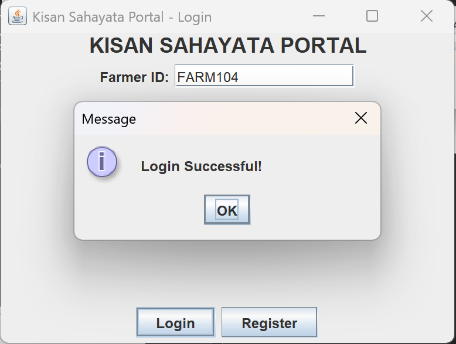 Kisan Sahayata Portal - Login
KISAN SAHAYATA PORTAL
Farmer ID: FARM104
Message
Login Successful!
OK
Login Register